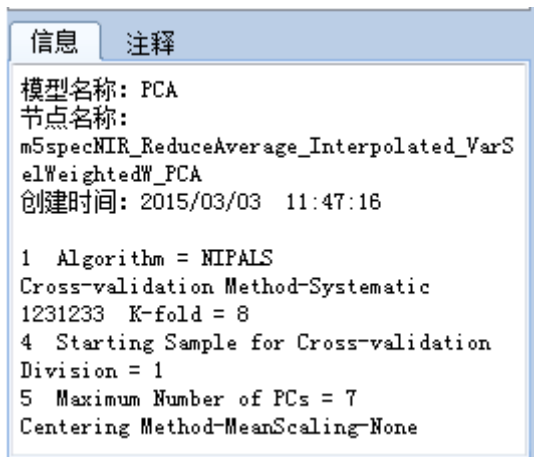 信息 注释
模型名称: PCA
节点名称:
m5specNIR_ReduceAverage_Interpolated_VarS
elWeightedW_PCA
创建时间: 2015/03/03 11:47:16
1 Algorithm = NIPALS
Cross-validation Method-Systematic
1231233 K-fold = 8
4 Starting Sample for Cross-validation
Division = 1
5 Maximum Number of PCs = 7
Centering Method-MeanScaling-None